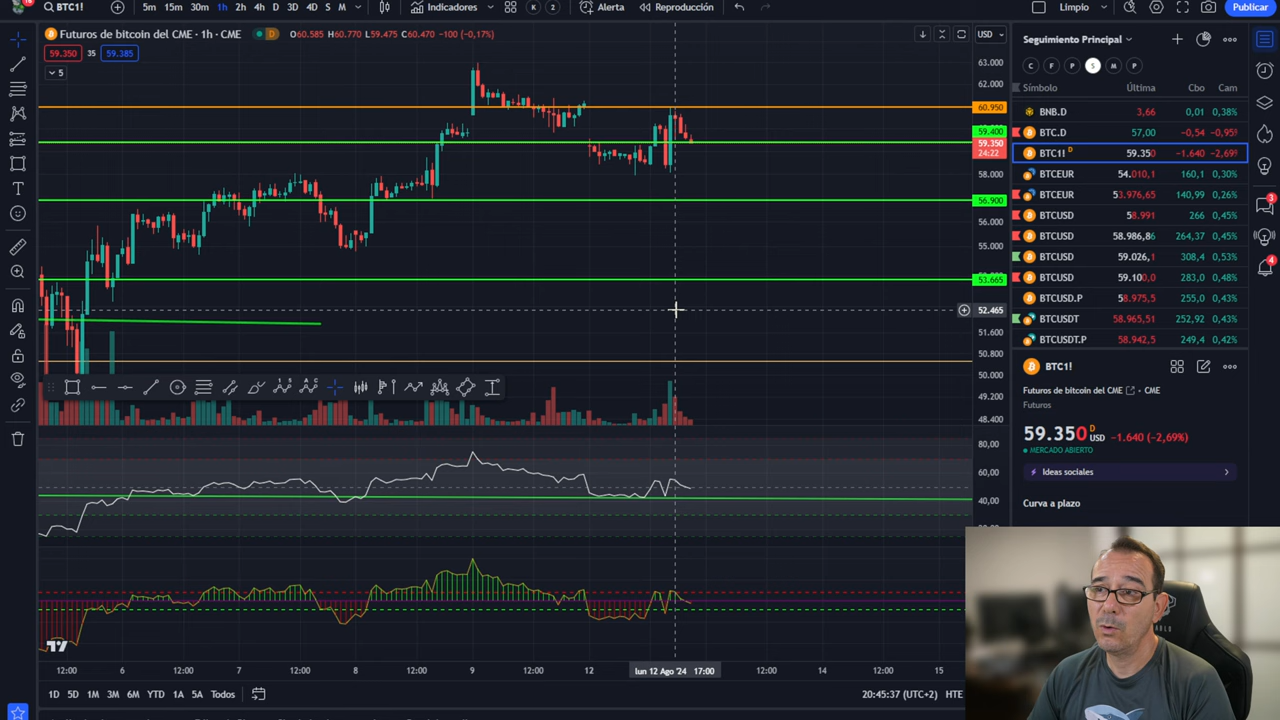 BTC1!
5m 15m 30m 1h 2h 4h D 3D 4D S M
Indicadores
K 2
Alerta
Reproducción
Limpio
Publicar
Futuros de bitcoin del CME · 1h · CME
D
O60.585 H60.770 L59.475 C60.470 −100 (−0,17%)
59.350 35 59.385
5
USD
63.000
62.000
60.950
59.400
59.350
24:22
58.000
56.900
56.000
55.000
53.665
52.465
51.600
50.800
50.000
49.200
48.400
80,00
60,00
40,00
12:00 6 12:00 7 12:00 8 12:00 9 12:00 12 lun 12 Ago '24 17:00 12:00 14 12:00 15
1D 5D 1M 3M 6M YTD 1A 5A Todos
20:45:37 (UTC+2) HTE
Seguimiento Principal
C F P S M P
Símbolo Última Cbo Cam
BNB.D 3,66 0,01 0,38%
BTC.D 57,00 −0,54 −0,95%
BTC1! D 59.350 −1.640 −2,69%
BTCEUR 54.010,1 160,1 0,30%
BTCEUR 53.976,65 140,99 0,26%
BTCUSD 58.991 266 0,45%
BTCUSD 58.986,86 264,37 0,45%
BTCUSD 59.026,1 308,4 0,53%
BTCUSD 59.100,0 283,0 0,48%
BTCUSD.P 58.975,5 255,0 0,43%
BTCUSDT 58.965,51 252,92 0,43%
BTCUSDT.P 58.942,5 249,4 0,42%
BTC1!
Futuros de bitcoin del CME · CME
Futuros
59.350 D USD −1.640 (−2,69%)
MERCADO ABIERTO
Ideas sociales
Curva a plazo
3
4